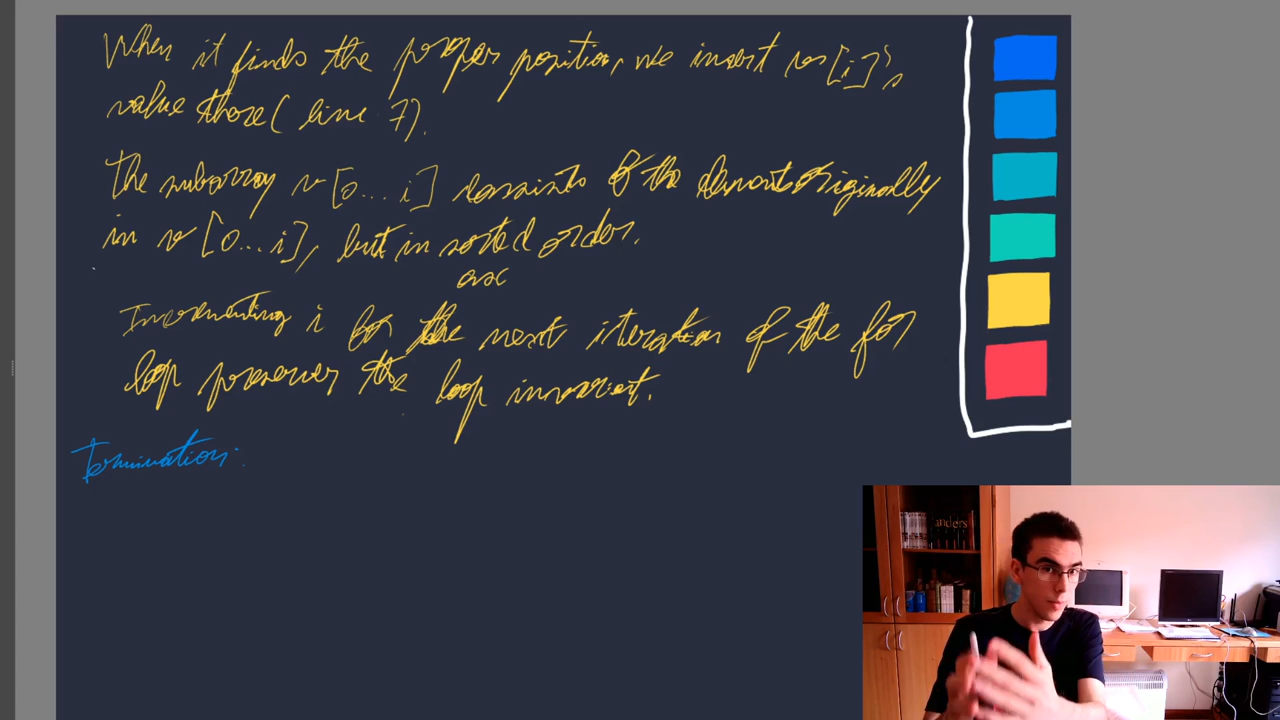 When it finds the proper position, we insert v[i]'s
value there (line 7).
The subarray v[0...i] consists of the elements originally
in v[0...i], but in sorted order.
asc
Incrementing i for the next iteration of the for
loop preserves the loop invariant.
Termination:
anders